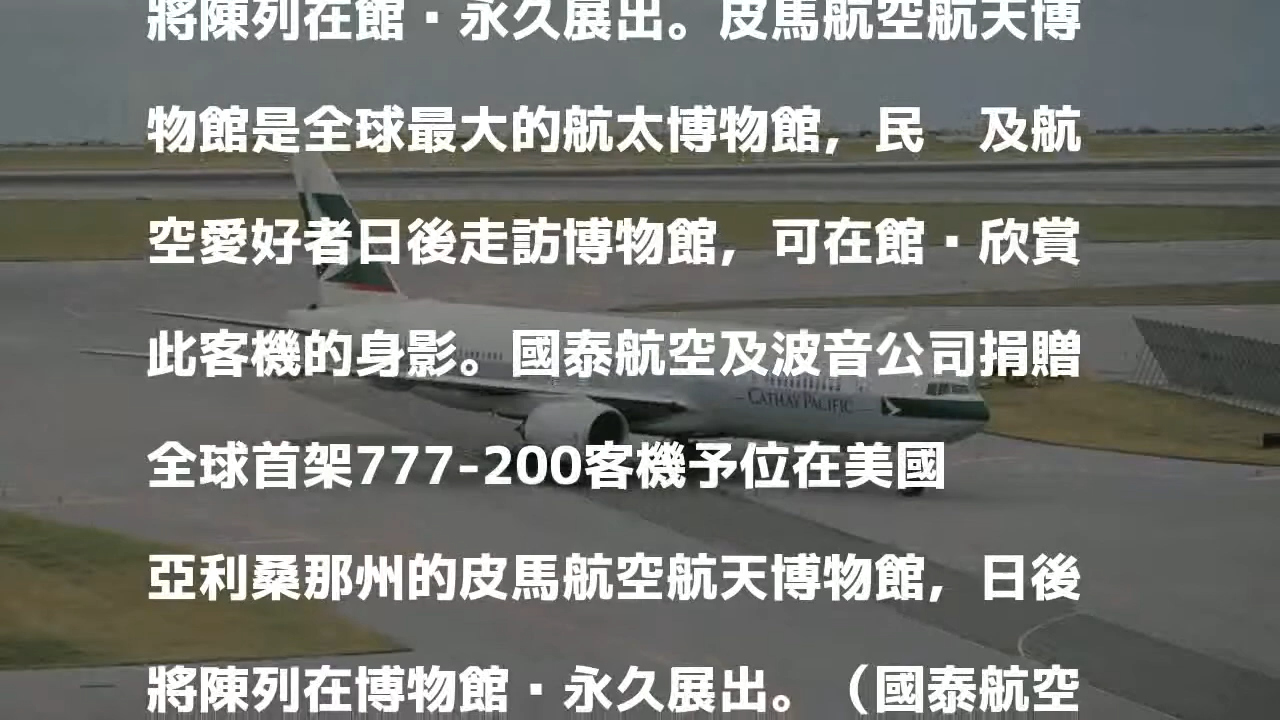 將陳列在館·永久展出。皮馬航空航天博
物館是全球最大的航太博物館，民　及航
空愛好者日後走訪博物館，可在館·欣賞
此客機的身影。國泰航空及波音公司捐贈
CATHAY PACIFIC
全球首架777-200客機予位在美國
亞利桑那州的皮馬航空航天博物館，日後
將陳列在博物館·永久展出。（國泰航空